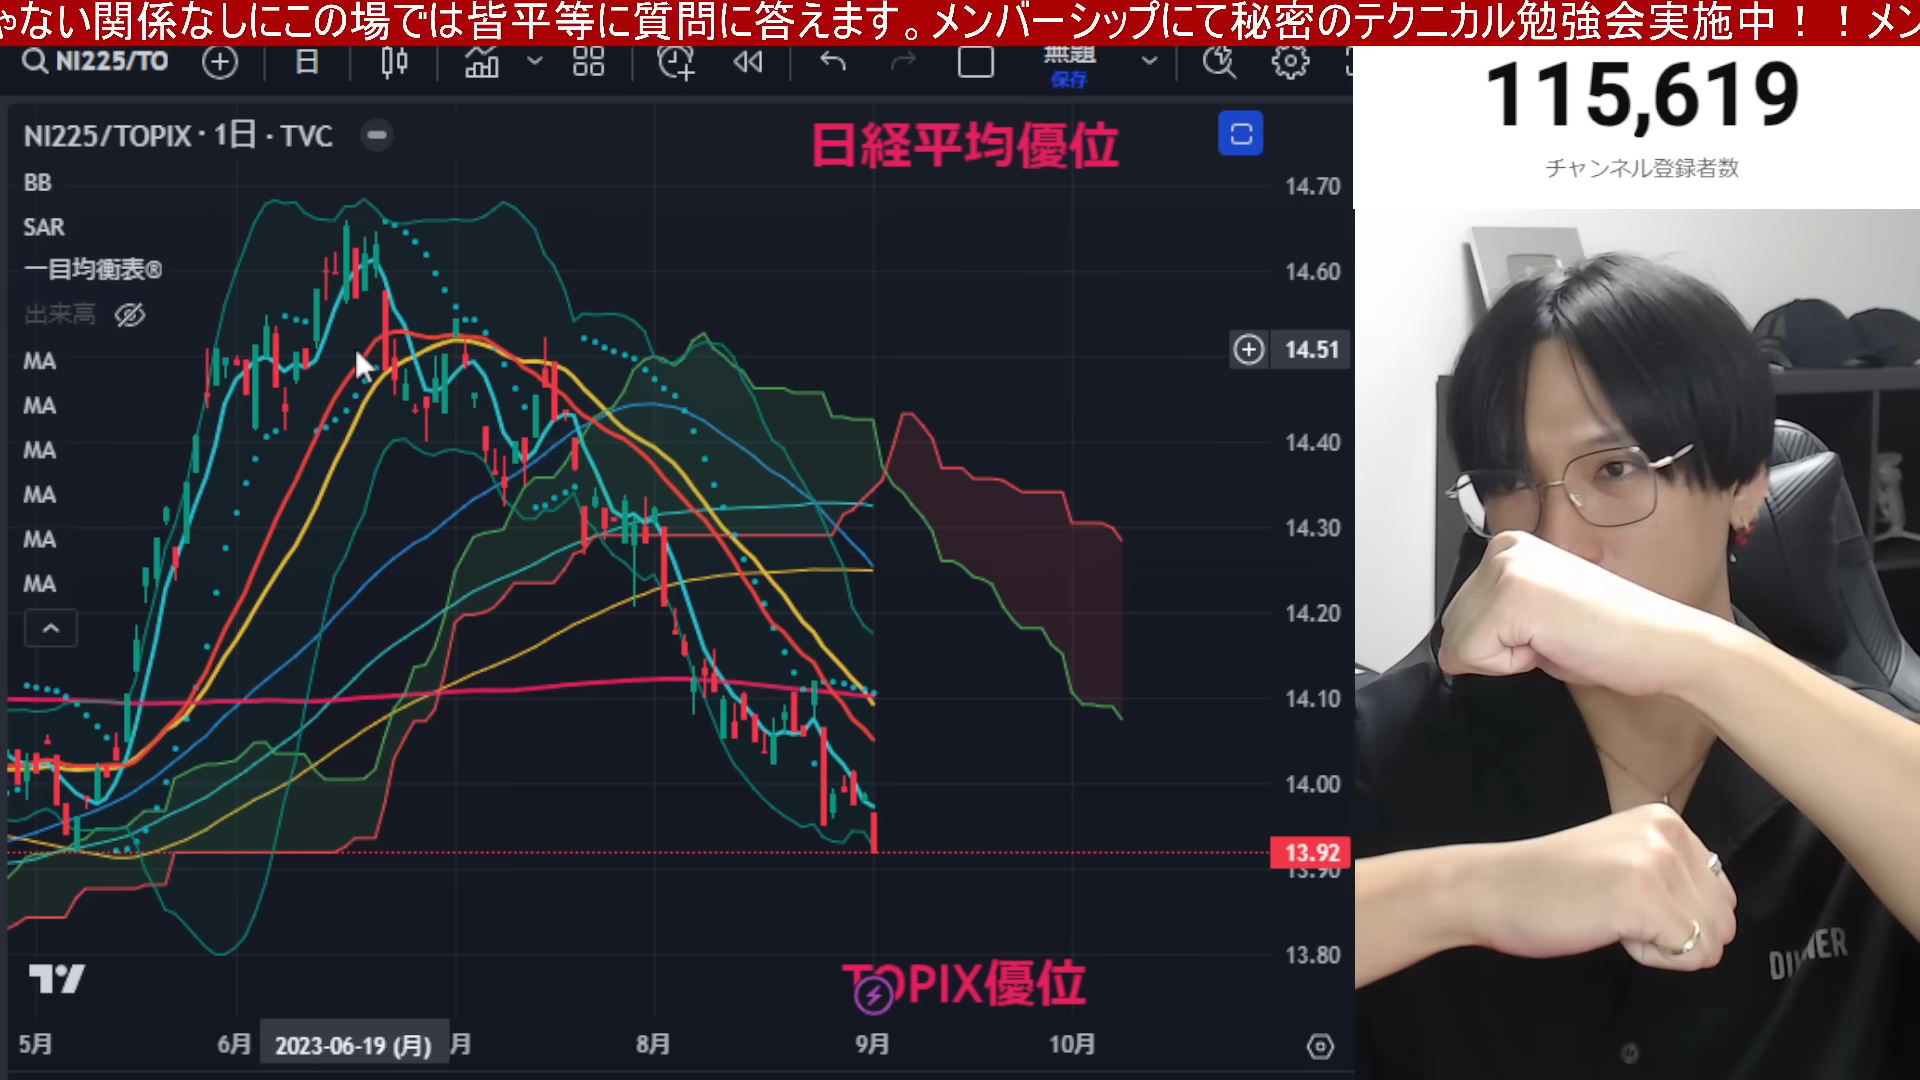 ゃない関係なしにこの場では皆平等に質問に答えます。メンバーシップにて秘密のテクニカル勉強会実施中！！メン
NI225/TO
日
無題
保存
115,619
チャンネル登録者数
NI225/TOPIX · 1日 · TVC
日経平均優位
BB
SAR
一目均衡表®
出来高
MA
MA
MA
MA
MA
MA
14.70
14.60
14.51
14.40
14.30
14.20
14.10
14.00
13.92
13.90
13.80
TOPIX優位
5月
6月
2023-06-19 (月)
月
8月
9月
10月